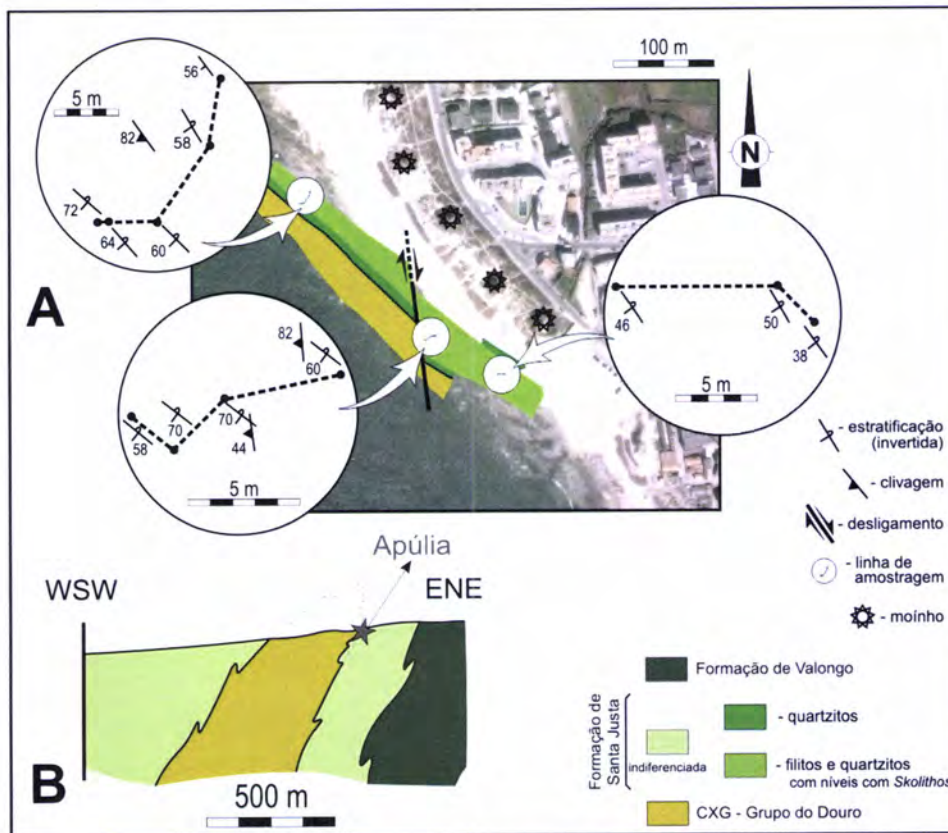 100 m
5 m
56
58
82
72
64
60
N
A
46
50
38
5 m
82
60
70
70
44
58
5 m
- estratificação
(invertida)
- clivagem
- desligamento
- linha de
amostragem
- moínho
Apúlia
WSW
ENE
B
500 m
Formação de Valongo
Formação de
Santa Justa
indiferenciada
- quartzitos
- filitos e quartzitos
com níveis com Skolithos
CXG - Grupo do Douro